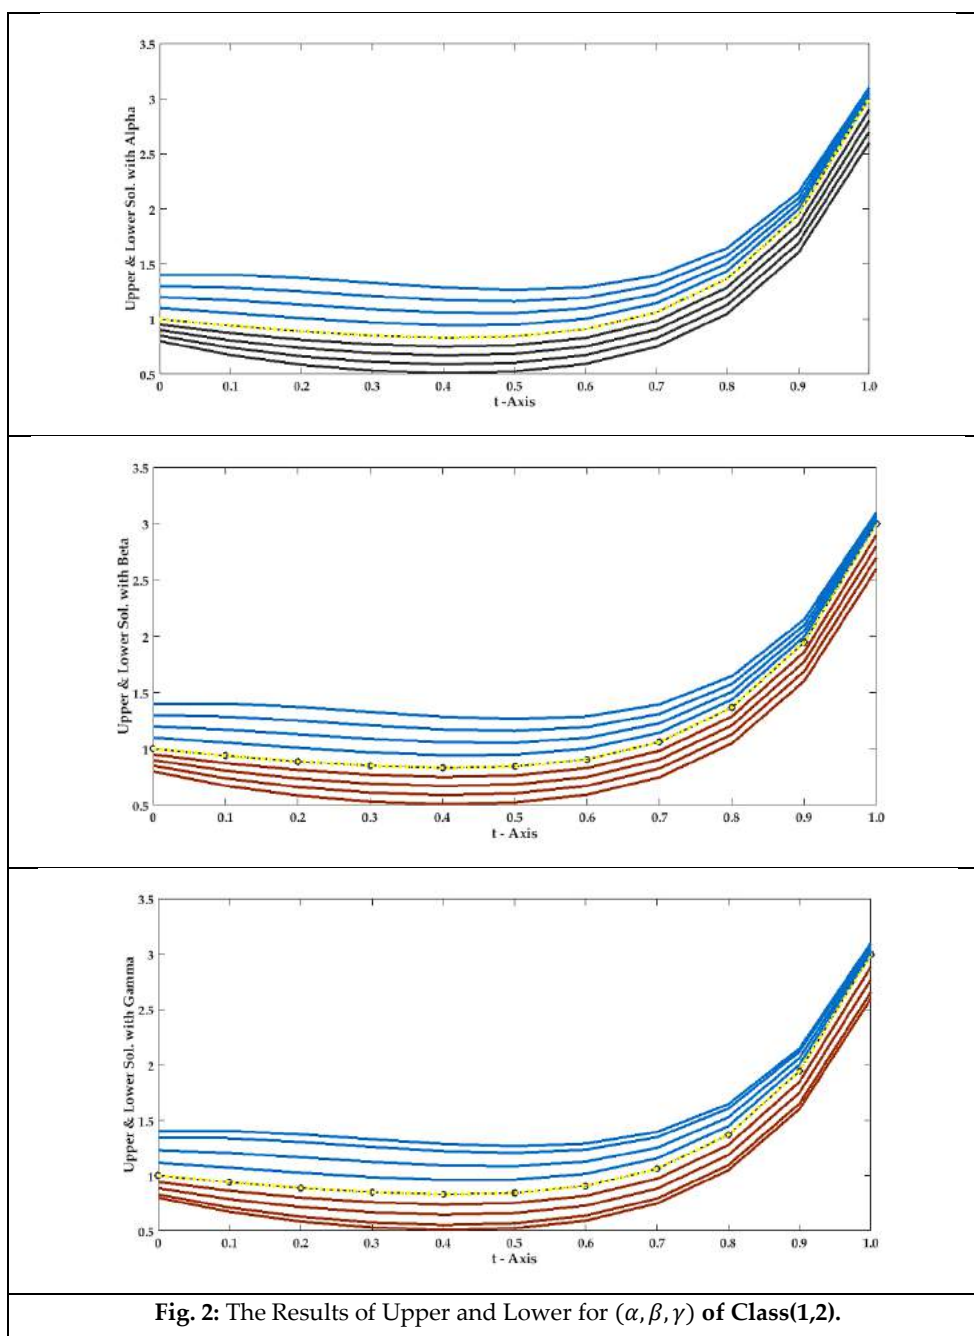 3.5
3
2.5
2
1.5
1
0.5
Upper & Lower Sol. with Alpha
0 0.1 0.2 0.3 0.4 0.5 0.6 0.7 0.8 0.9 1.0
t -Axis
3.5
3
2.5
2
1.5
1
0.5
Upper & Lower Sol. with Beta
0 0.1 0.2 0.3 0.4 0.5 0.6 0.7 0.8 0.9 1.0
t - Axis
3.5
3
2.5
2
1.5
1
0.5
Upper & Lower Sol. with Gamma
0 0.1 0.2 0.3 0.4 0.5 0.6 0.7 0.8 0.9 1.0
t - Axis
Fig. 2: The Results of Upper and Lower for (α, β, γ) of Class(1,2).